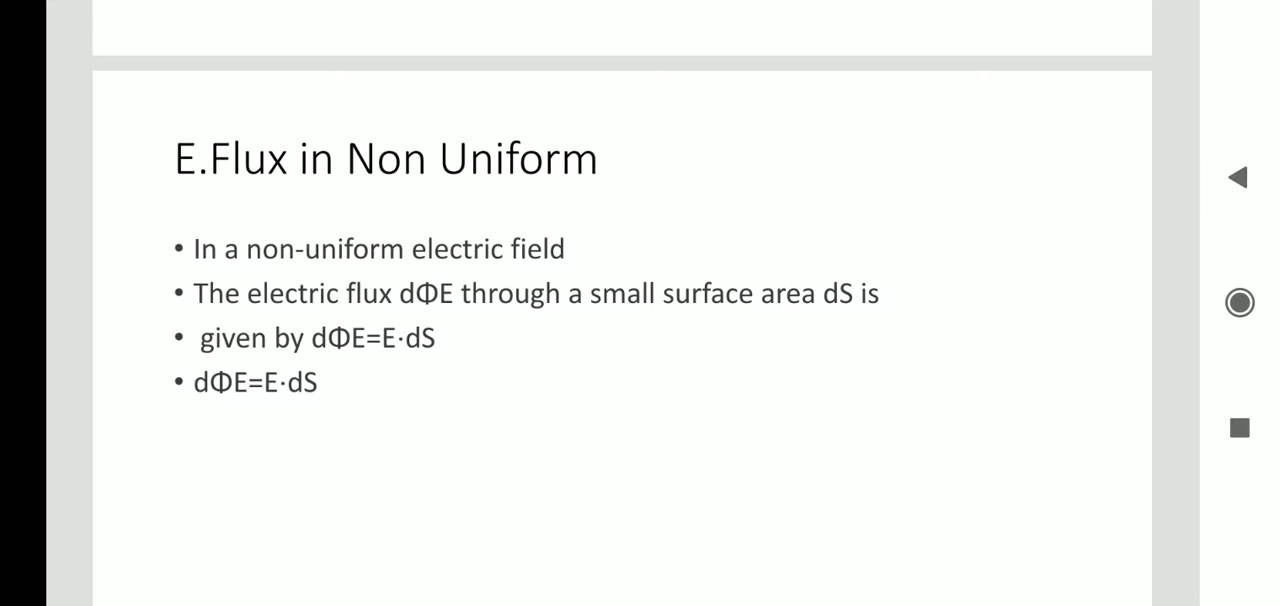 E.Flux in Non Uniform
• In a non-uniform electric field
• The electric flux dΦE through a small surface area dS is
• given by dΦE=E·dS
• dΦE=E·dS